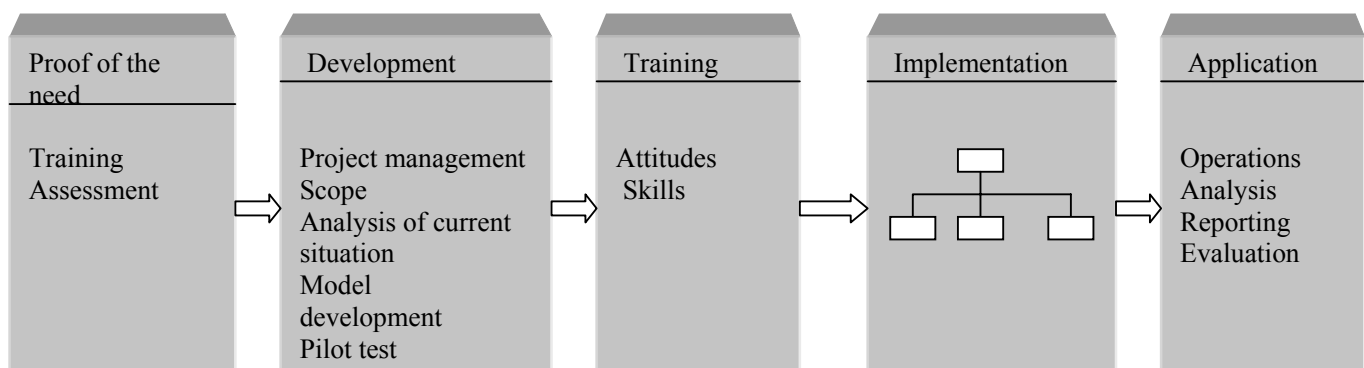 Proof of the
need
Training
Assessment
Development
Project management
Scope
Analysis of current
situation
Model
development
Pilot test
Training
Attitudes
Skills
Implementation
Application
Operations
Analysis
Reporting
Evaluation